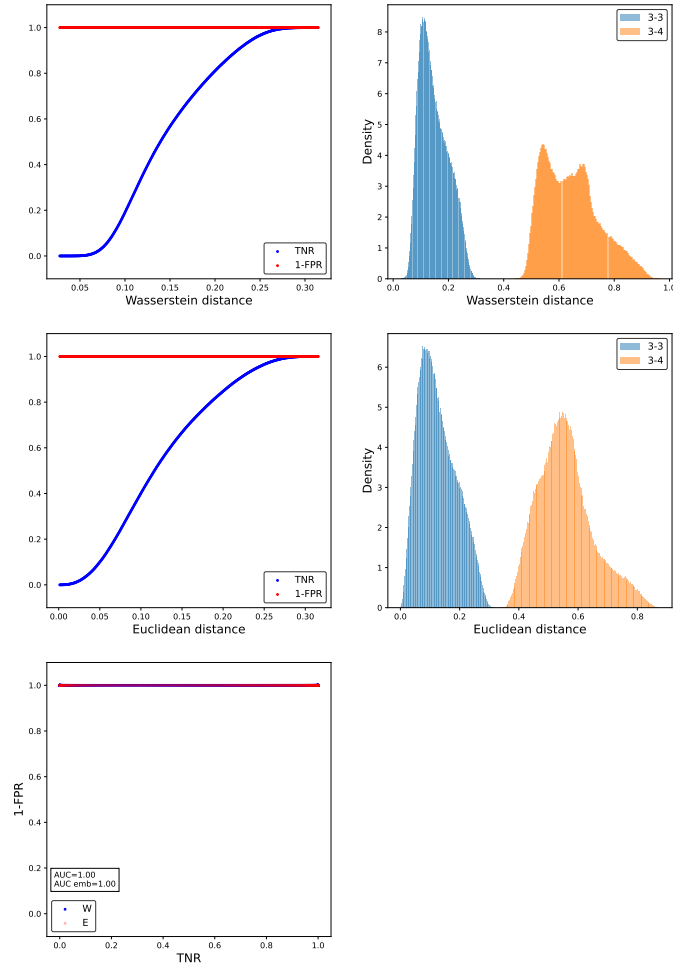 1.0
0.8
0.6
0.4
0.2
0.0
TNR
1-FPR
0.05 0.10 0.15 0.20 0.25 0.30
Wasserstein distance
Density
8
7
6
5
4
3
2
1
0
3-3
3-4
0.0 0.2 0.4 0.6 0.8 1.0
Wasserstein distance
1.0
0.8
0.6
0.4
0.2
0.0
TNR
1-FPR
0.00 0.05 0.10 0.15 0.20 0.25 0.30
Euclidean distance
Density
6
5
4
3
2
1
0
3-3
3-4
0.0 0.2 0.4 0.6 0.8
Euclidean distance
1-FPR
1.0
0.8
0.6
0.4
0.2
0.0
AUC=1.00
AUC emb=1.00
W
E
0.0 0.2 0.4 0.6 0.8 1.0
TNR